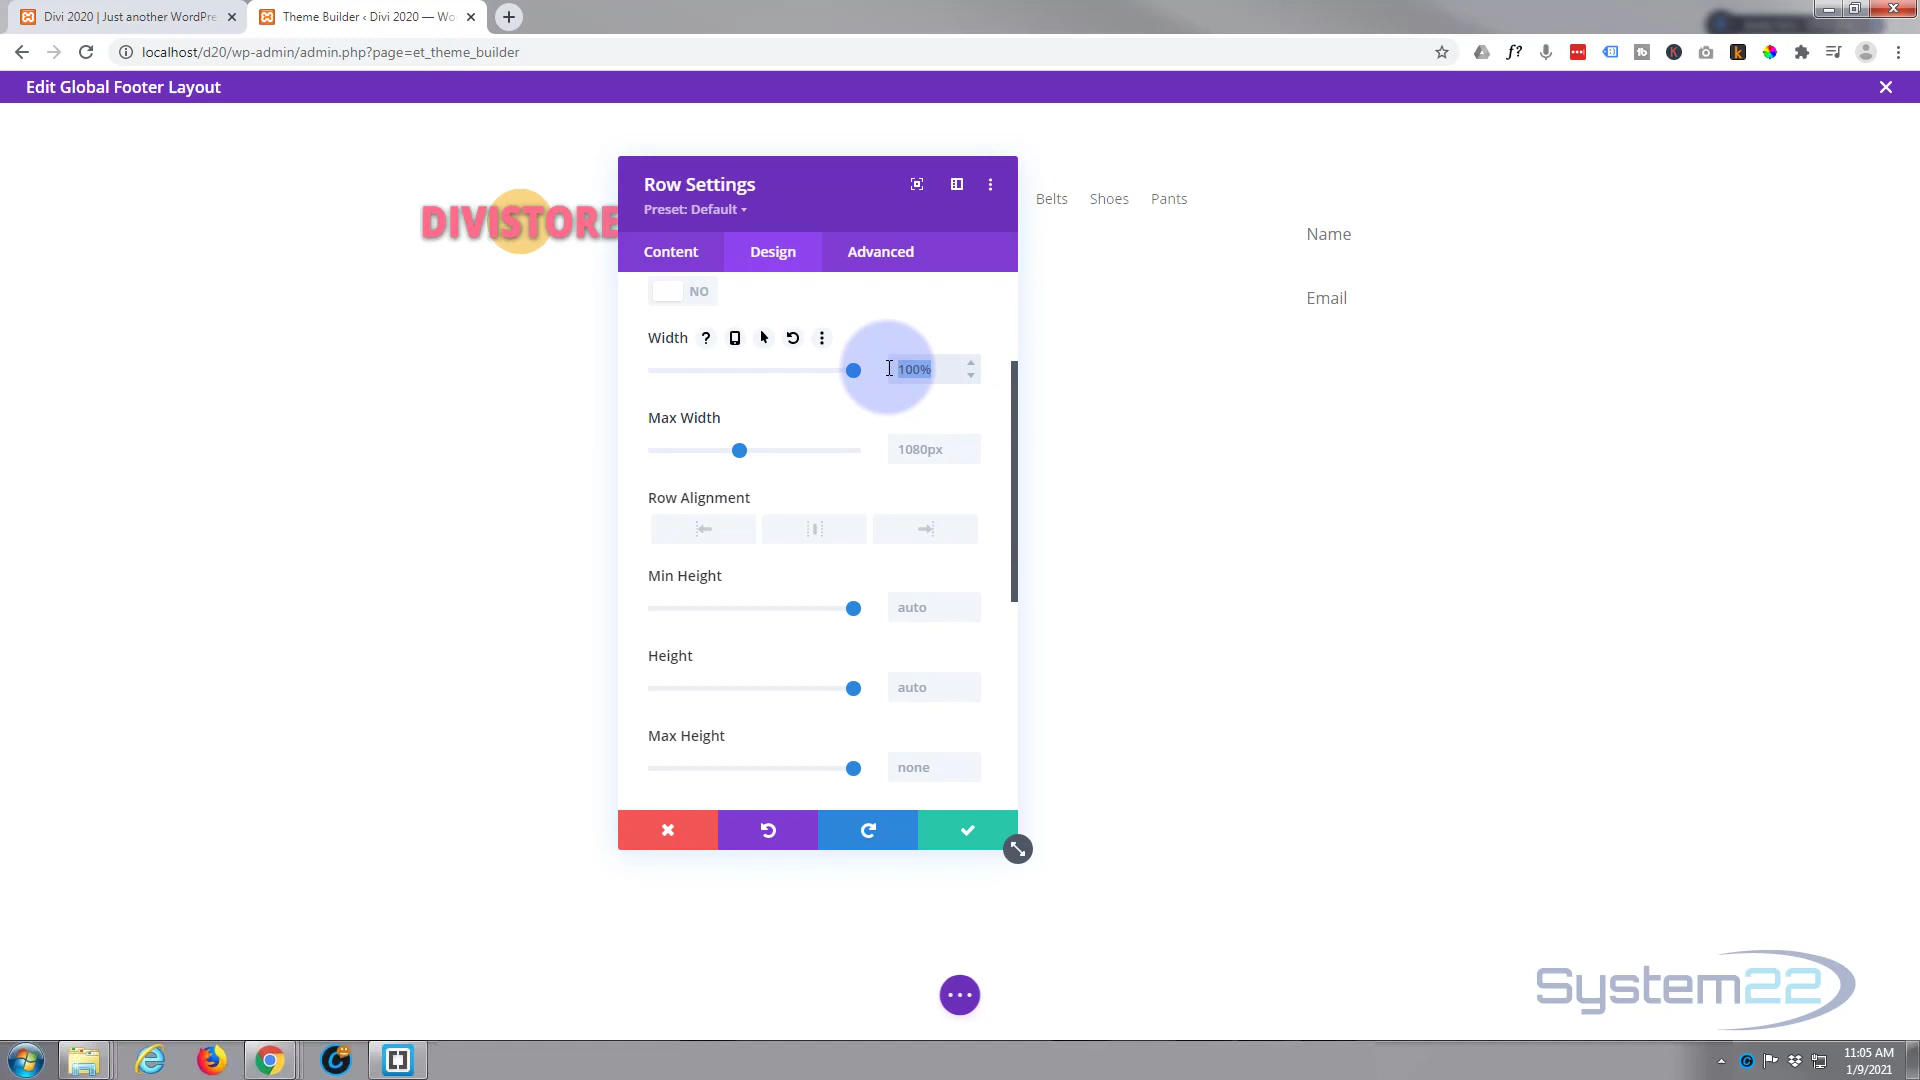 Divi 2020 | Just another WordPre
Theme Builder ‹ Divi 2020 — Wo
localhost/d20/wp-admin/admin.php?page=et_theme_builder
Edit Global Footer Layout
DIVISTORE
Row Settings
Preset: Default
Content
Design
Advanced
NO
Width
100%
Max Width
1080px
Row Alignment
Min Height
auto
Height
auto
Max Height
none
Belts
Shoes
Pants
Name
Email
System22
11:05 AM
1/9/2021